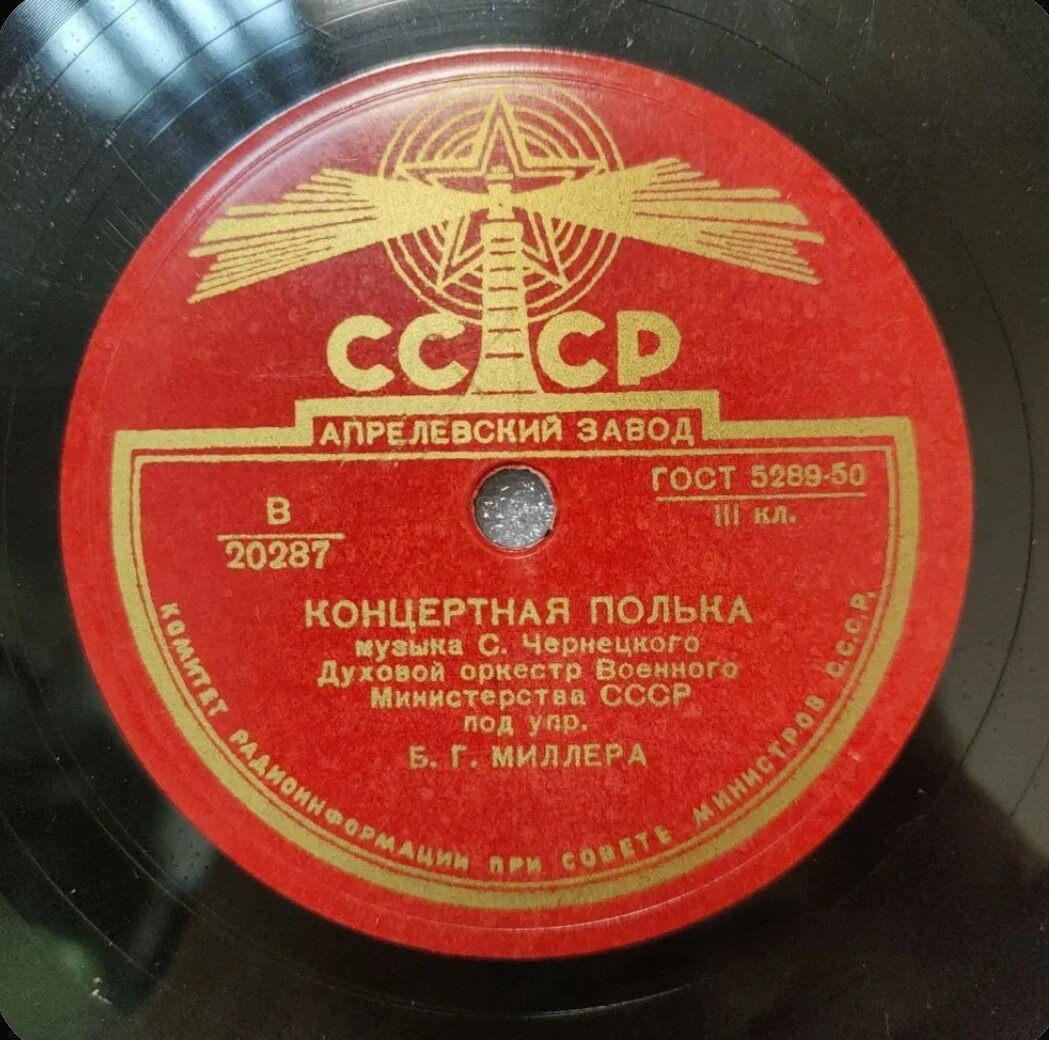 СССР
АПРЕЛЕВСКИЙ ЗАВОД
ГОСТ 5289-50
III кл.
В
20287
КОНЦЕРТНАЯ ПОЛЬКА
музыка С. Чернецкого
Духовой оркестр Военного
Министерства СССР
под упр.
Б. Г. МИЛЛЕРА
КОМИТЕТ РАДИОИНФОРМАЦИИ ПРИ СОВЕТЕ МИНИСТРОВ С.С.С.Р.